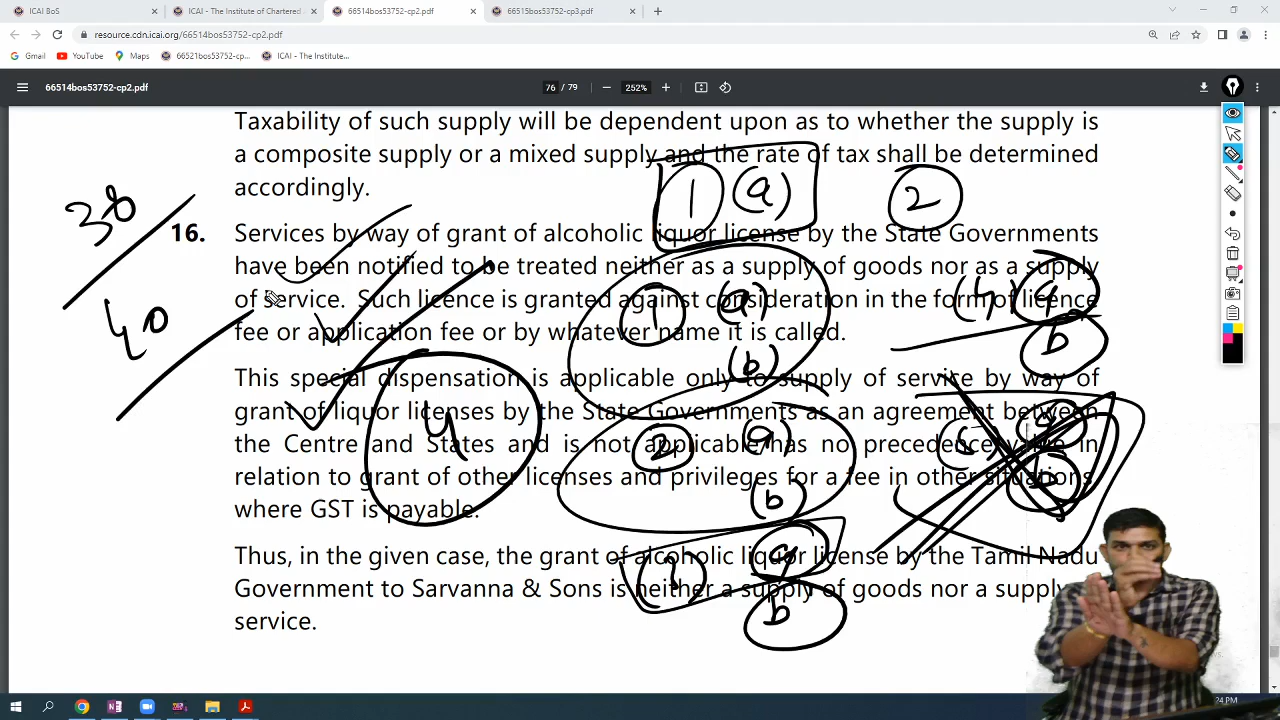 ICAI BoS
ICAI - The Institute of Chartered A
66514bos53752-cp2.pdf
66515bos53752-cp3.pdf
resource.cdn.icai.org/66514bos53752-cp2.pdf
Gmail YouTube Maps 66521bos53752-cp... ICAI - The Institute...
66514bos53752-cp2.pdf 76 / 79 252%
Taxability of such supply will be dependent upon as to whether the supply is
a composite supply or a mixed supply and the rate of tax shall be determined
accordingly.
1 (a) 2
38
16. Services by way of grant of alcoholic liquor license by the State Governments
have been notified to be treated neither as a supply of goods nor as a supply
of service. Such licence is granted against consideration in the form of licence
fee or application fee or by whatever name it is called.
40
1 (a)
(b)
(4) a
b
This special dispensation is applicable only to supply of service by way of
grant of liquor licenses by the State Governments as an agreement between
the Centre and States and is not applicable/has no precedence value in
relation to grant of other licenses and privileges for a fee in other situations,
where GST is payable.
4
2 (a)
(b)
Thus, in the given case, the grant of alcoholic liquor license by the Tamil Nadu
Government to Sarvanna & Sons is neither a supply of goods nor a supply
service.
a
b
24 PM